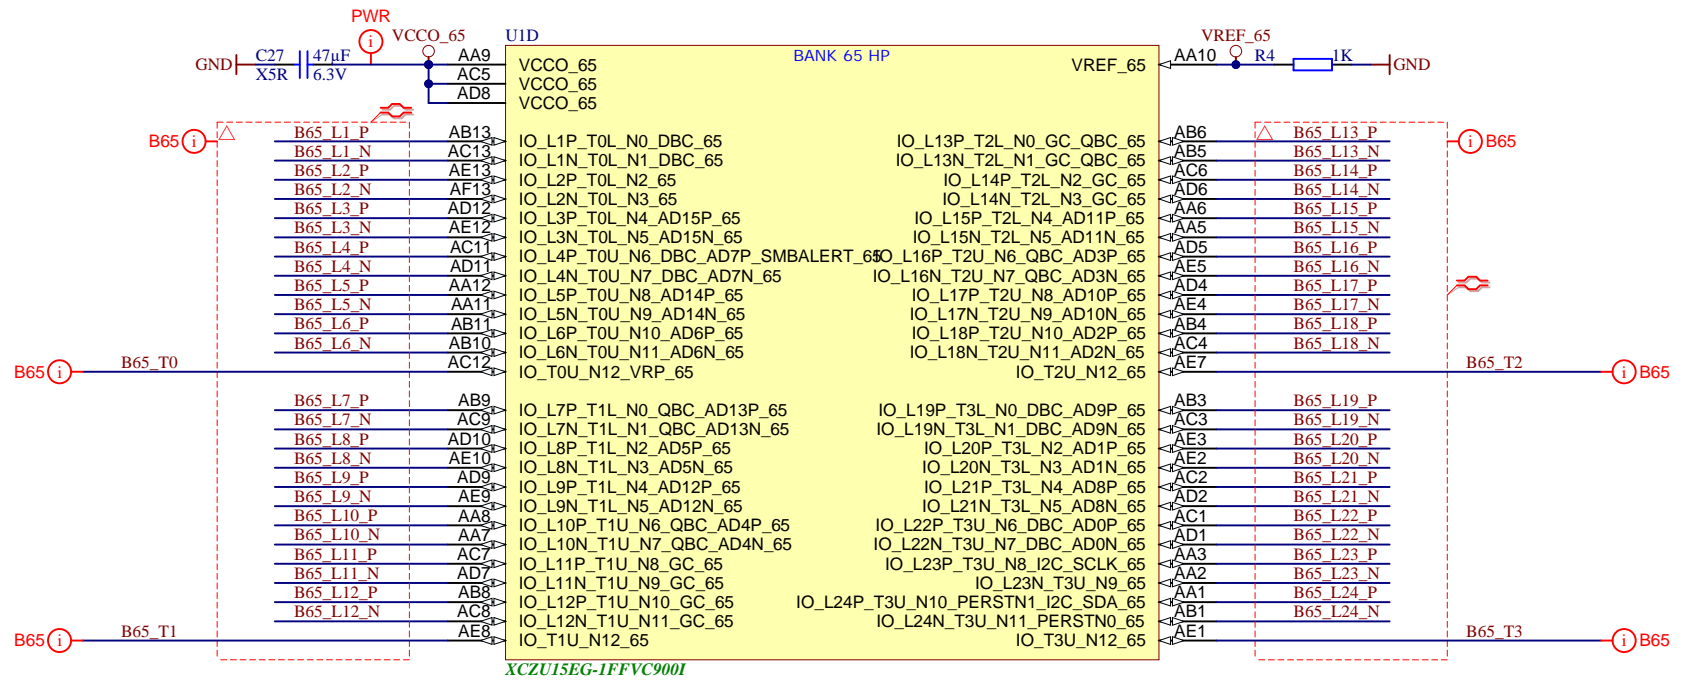 PWR
VCCO_65 U1D VREF_65
GND C27 47µF AA9 VCCO_65 BANK 65 HP VREF_65 AA10 R4 1K GND
X5R 6.3V AC5 VCCO_65
AD8 VCCO_65
B65 i B65_L1_P AB13 IO_L1P_T0L_N0_DBC_65 IO_L13P_T2L_N0_GC_QBC_65 AB6 B65_L13_P i B65
B65_L1_N AC13 IO_L1N_T0L_N1_DBC_65 IO_L13N_T2L_N1_GC_QBC_65 AB5 B65_L13_N
B65_L2_P AE13 IO_L2P_T0L_N2_65 IO_L14P_T2L_N2_GC_65 AC6 B65_L14_P
B65_L2_N AF13 IO_L2N_T0L_N3_65 IO_L14N_T2L_N3_GC_65 AD6 B65_L14_N
B65_L3_P AD12 IO_L3P_T0L_N4_AD15P_65 IO_L15P_T2L_N4_AD11P_65 AA6 B65_L15_P
B65_L3_N AE12 IO_L3N_T0L_N5_AD15N_65 IO_L15N_T2L_N5_AD11N_65 AA5 B65_L15_N
B65_L4_P AC11 IO_L4P_T0U_N6_DBC_AD7P_SMBALERT_65 IO_L16P_T2U_N6_QBC_AD3P_65 AD5 B65_L16_P
B65_L4_N AD11 IO_L4N_T0U_N7_DBC_AD7N_65 IO_L16N_T2U_N7_QBC_AD3N_65 AE5 B65_L16_N
B65_L5_P AA12 IO_L5P_T0U_N8_AD14P_65 IO_L17P_T2U_N8_AD10P_65 AD4 B65_L17_P
B65_L5_N AA11 IO_L5N_T0U_N9_AD14N_65 IO_L17N_T2U_N9_AD10N_65 AE4 B65_L17_N
B65_L6_P AB11 IO_L6P_T0U_N10_AD6P_65 IO_L18P_T2U_N10_AD2P_65 AB4 B65_L18_P
B65_L6_N AB10 IO_L6N_T0U_N11_AD6N_65 IO_L18N_T2U_N11_AD2N_65 AC4 B65_L18_N
B65 i B65_T0 AC12 IO_T0U_N12_VRP_65 IO_T2U_N12_65 AE7 B65_T2 i B65
B65_L7_P AB9 IO_L7P_T1L_N0_QBC_AD13P_65 IO_L19P_T3L_N0_DBC_AD9P_65 AB3 B65_L19_P
B65_L7_N AC9 IO_L7N_T1L_N1_QBC_AD13N_65 IO_L19N_T3L_N1_DBC_AD9N_65 AC3 B65_L19_N
B65_L8_P AD10 IO_L8P_T1L_N2_AD5P_65 IO_L20P_T3L_N2_AD1P_65 AE3 B65_L20_P
B65_L8_N AE10 IO_L8N_T1L_N3_AD5N_65 IO_L20N_T3L_N3_AD1N_65 AE2 B65_L20_N
B65_L9_P AD9 IO_L9P_T1L_N4_AD12P_65 IO_L21P_T3L_N4_AD8P_65 AC2 B65_L21_P
B65_L9_N AE9 IO_L9N_T1L_N5_AD12N_65 IO_L21N_T3L_N5_AD8N_65 AD2 B65_L21_N
B65_L10_P AA8 IO_L10P_T1U_N6_QBC_AD4P_65 IO_L22P_T3U_N6_DBC_AD0P_65 AC1 B65_L22_P
B65_L10_N AA7 IO_L10N_T1U_N7_QBC_AD4N_65 IO_L22N_T3U_N7_DBC_AD0N_65 AD1 B65_L22_N
B65_L11_P AC7 IO_L11P_T1U_N8_GC_65 IO_L23P_T3U_N8_I2C_SCLK_65 AA3 B65_L23_P
B65_L11_N AD7 IO_L11N_T1U_N9_GC_65 IO_L23N_T3U_N9_65 AA2 B65_L23_N
B65_L12_P AB8 IO_L12P_T1U_N10_GC_65 IO_L24P_T3U_N10_PERSTN1_I2C_SDA_65 AA1 B65_L24_P
B65_L12_N AC8 IO_L12N_T1U_N11_GC_65 IO_L24N_T3U_N11_PERSTN0_65 AB1 B65_L24_N
B65 i B65_T1 AE8 IO_T1U_N12_65 IO_T3U_N12_65 AE1 B65_T3 i B65
XCZU15EG-1FFVC900I